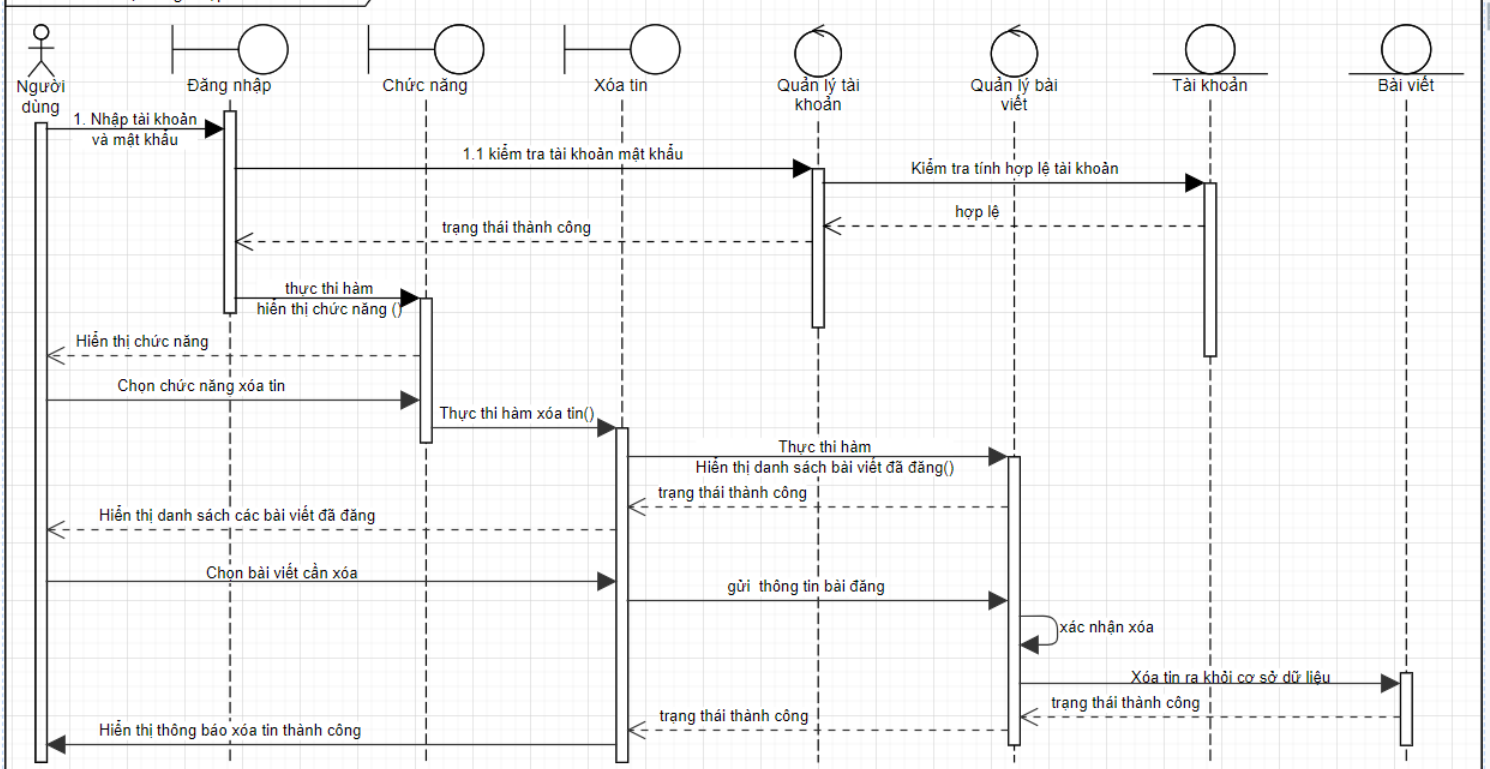 Người
dùng
Đăng nhập
Chức năng
Xóa tin
Quản lý tài
khoản
Quản lý bài
viết
Tài khoản
Bài viết
1. Nhập tài khoản
và mật khẩu
1.1 kiểm tra tài khoản mật khẩu
Kiểm tra tính hợp lệ tài khoản
hợp lệ
trạng thái thành công
thực thi hàm
hiển thị chức năng ()
Hiển thị chức năng
Chọn chức năng xóa tin
Thực thi hàm xóa tin()
Thực thi hàm
Hiển thị danh sách bài viết đã đăng()
trạng thái thành công
Hiển thị danh sách các bài viết đã đăng
Chọn bài viết cần xóa
gửi thông tin bài đăng
xác nhận xóa
Xóa tin ra khỏi cơ sở dữ liệu
trạng thái thành công
trạng thái thành công
Hiển thị thông báo xóa tin thành công